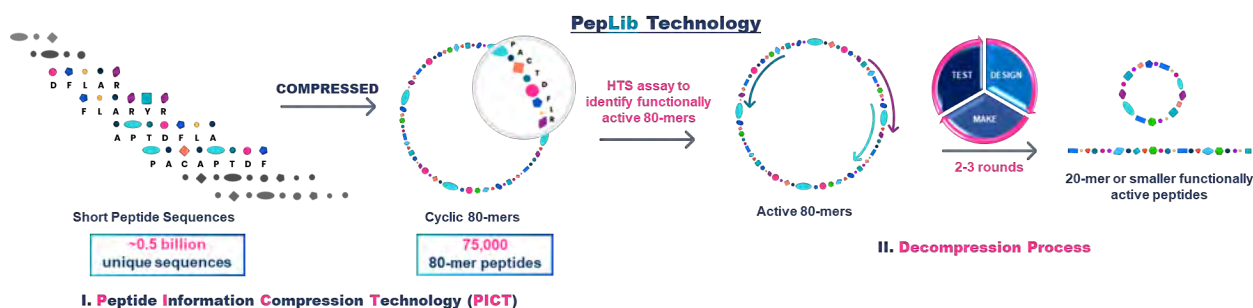 PepLib Technology
D F L A R
F L A R Y R
A P T D F L A
P A C A P T D F
Short Peptide Sequences
~0.5 billion
unique sequences
I. Peptide Information Compression Technology (PICT)
COMPRESSED
P A C T D F L R
Cyclic 80-mers
75,000
80-mer peptides
HTS assay to
identify functionally
active 80-mers
Active 80-mers
TEST
DESIGN
MAKE
2-3 rounds
20-mer or smaller functionally
active peptides
II. Decompression Process